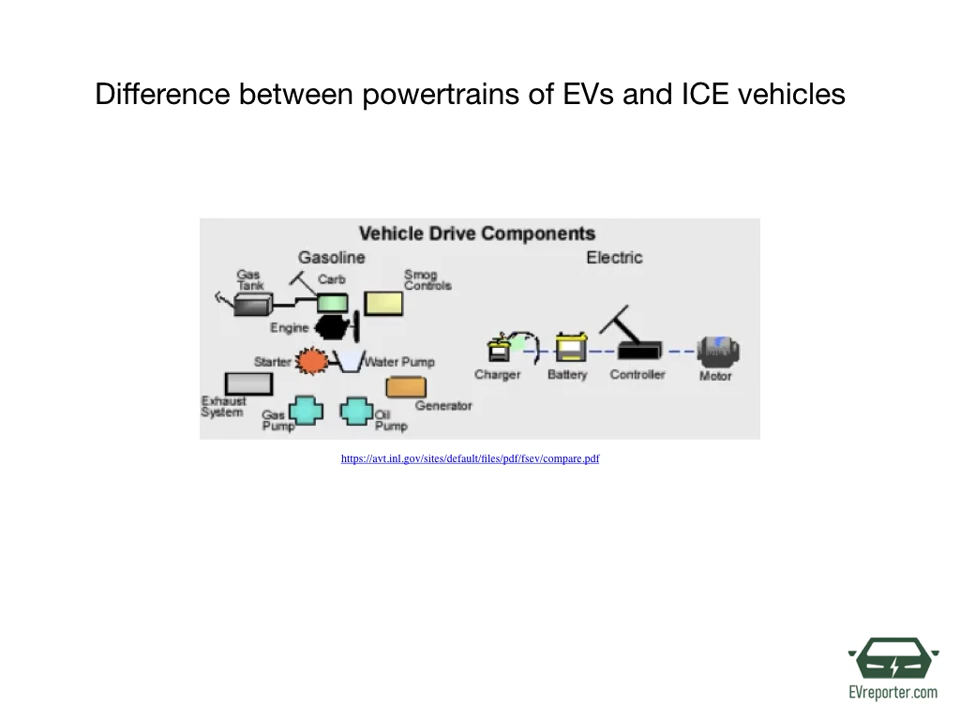 Difference between powertrains of EVs and ICE vehicles
Vehicle Drive Components
Gasoline
Electric
Gas
Tank
Carb
Smog
Controls
Engine
Starter
Water Pump
Exhaust
System
Gas
Pump
Oil
Pump
Generator
Charger
Battery
Controller
Motor
https://avt.inl.gov/sites/default/files/pdf/fsev/compare.pdf
EVreporter.com